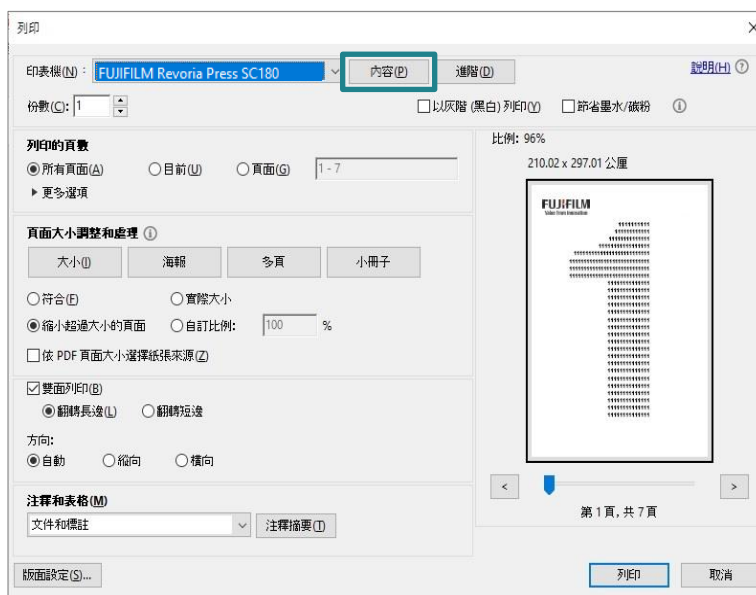 列印
印表機(N): FUJIFILM Revoria Press SC180 內容(P) 進階(D) 說明(H)
份數(C): 1 以灰階 (黑白) 列印(Y) 節省墨水/碳粉
列印的頁數
所有頁面(A) 目前(U) 頁面(G) 1 - 7
更多選項
頁面大小調整和處理
大小(I) 海報 多頁 小冊子
符合(F) 實際大小
縮小超過大小的頁面 自訂比例: 100 %
依 PDF 頁面大小選擇紙張來源(Z)
雙面列印(B)
翻轉長邊(L) 翻轉短邊
方向:
自動 縱向 橫向
注釋和表格(M)
文件和標註 注釋摘要(T)
比例: 96%
210.02 x 297.01 公厘
FUJIFILM
Value from Innovation
< >
第 1 頁, 共 7 頁
版面設定(S)... 列印 取消